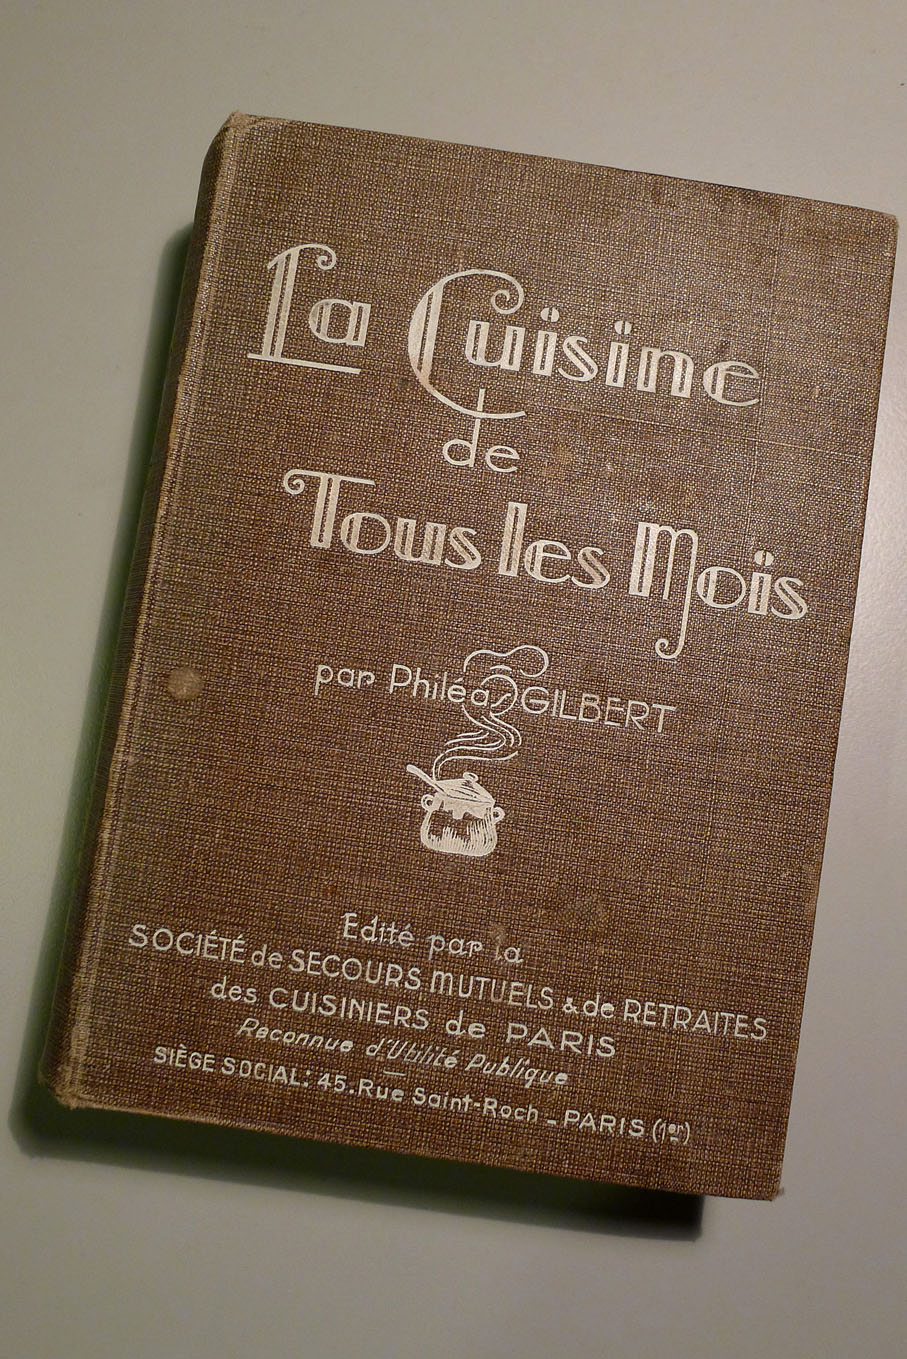 La Cuisine
de
Tous les Mois
par Philéas GILBERT
Edité par la
SOCIÉTÉ de SECOURS MUTUELS & de RETRAITES
des CUISINIERS de PARIS
Reconnue d'Utilité Publique
SIÈGE SOCIAL: 45. Rue Saint-Roch - PARIS (1er)